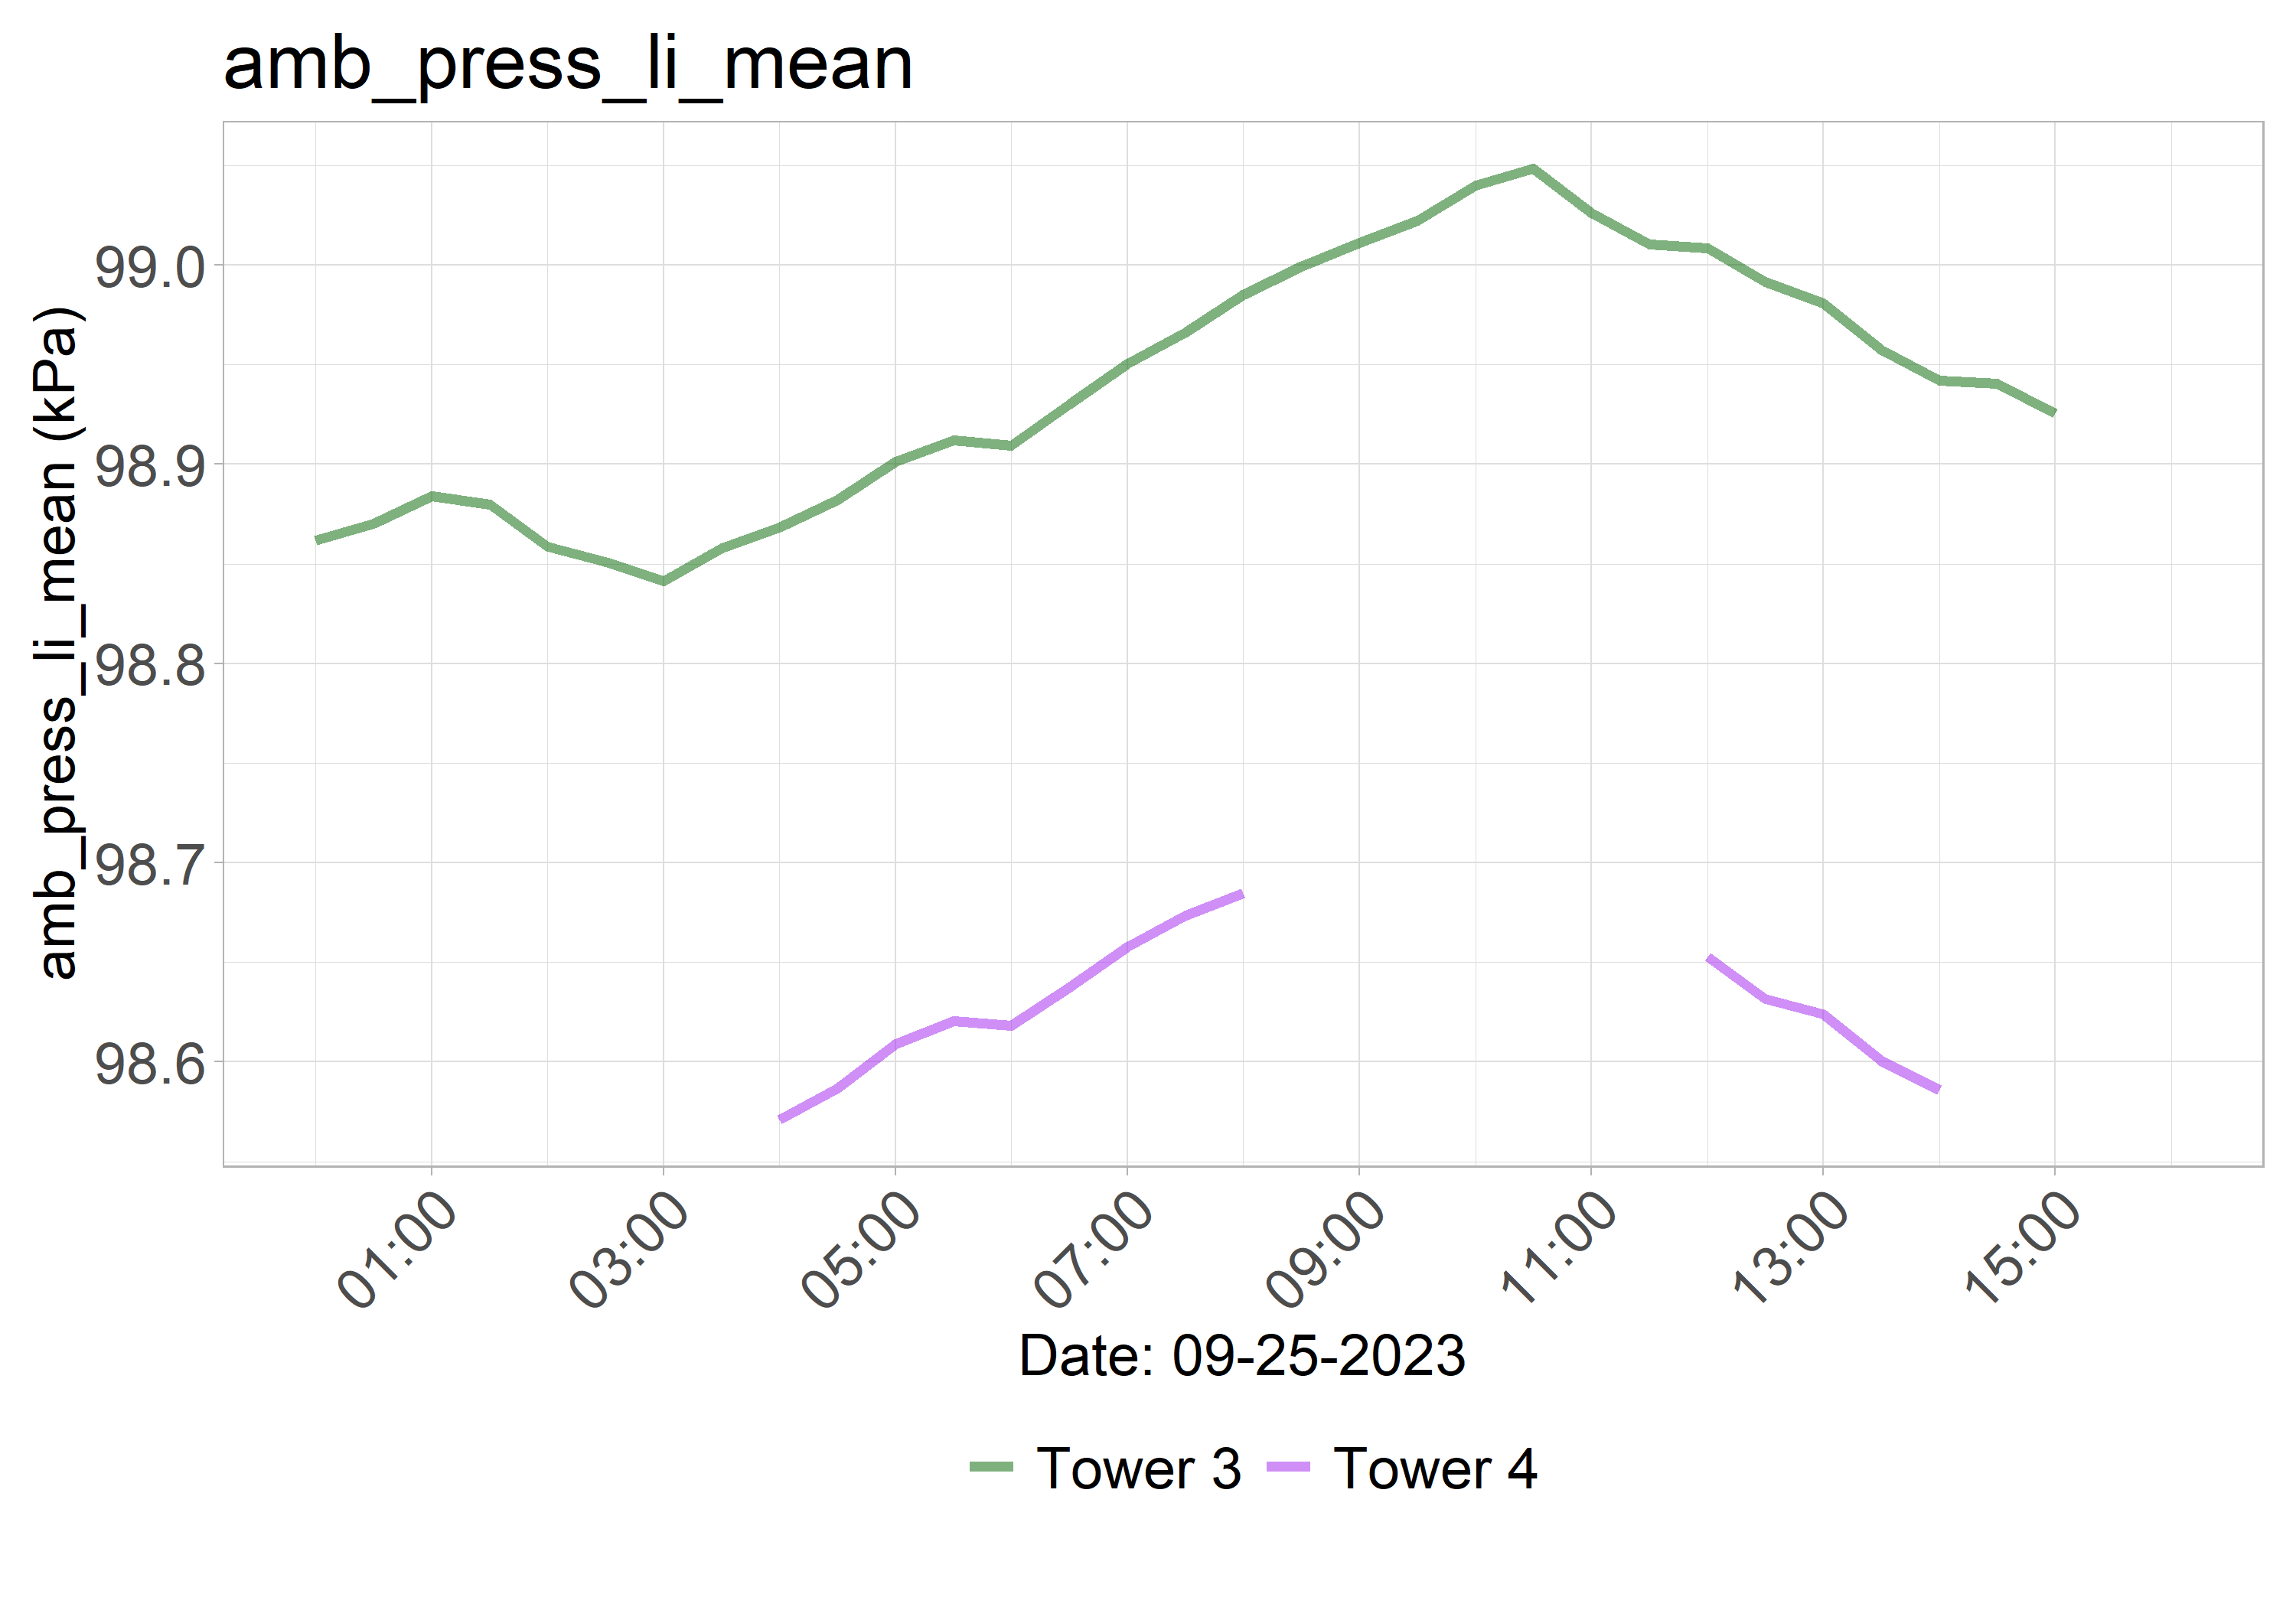 amb_press_li_mean
amb_press_li_mean (kPa)
99.0
98.9
98.8
98.7
98.6
01:00
03:00
05:00
07:00
09:00
11:00
13:00
15:00
Date: 09-25-2023
Tower 3
Tower 4